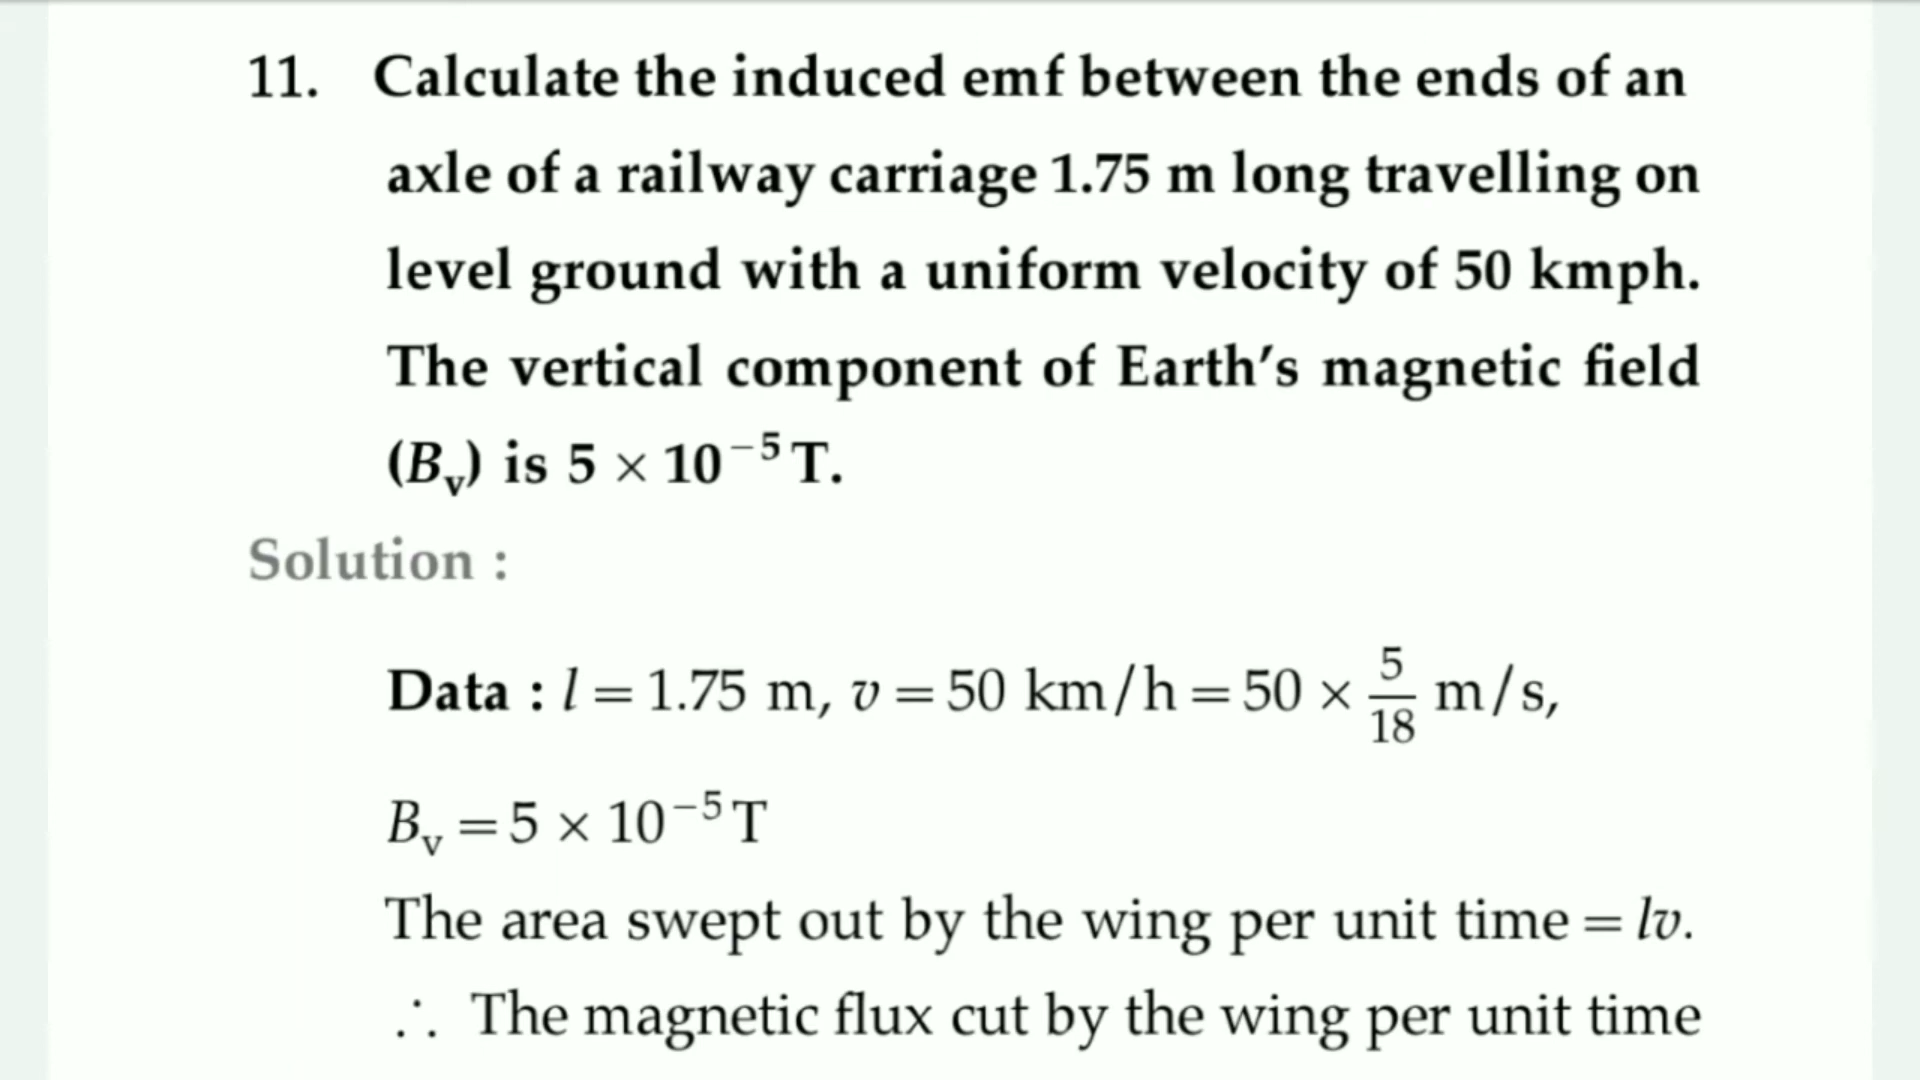 11. Calculate the induced emf between the ends of an
axle of a railway carriage 1.75 m long travelling on
level ground with a uniform velocity of 50 kmph.
The vertical component of Earth's magnetic field
(Bᵥ) is 5 × 10⁻⁵ T.
Solution :
Data : l = 1.75 m, v = 50 km/h = 50 × 5/18 m/s,
Bᵥ = 5 × 10⁻⁵ T
The area swept out by the wing per unit time = lv.
∴ The magnetic flux cut by the wing per unit time